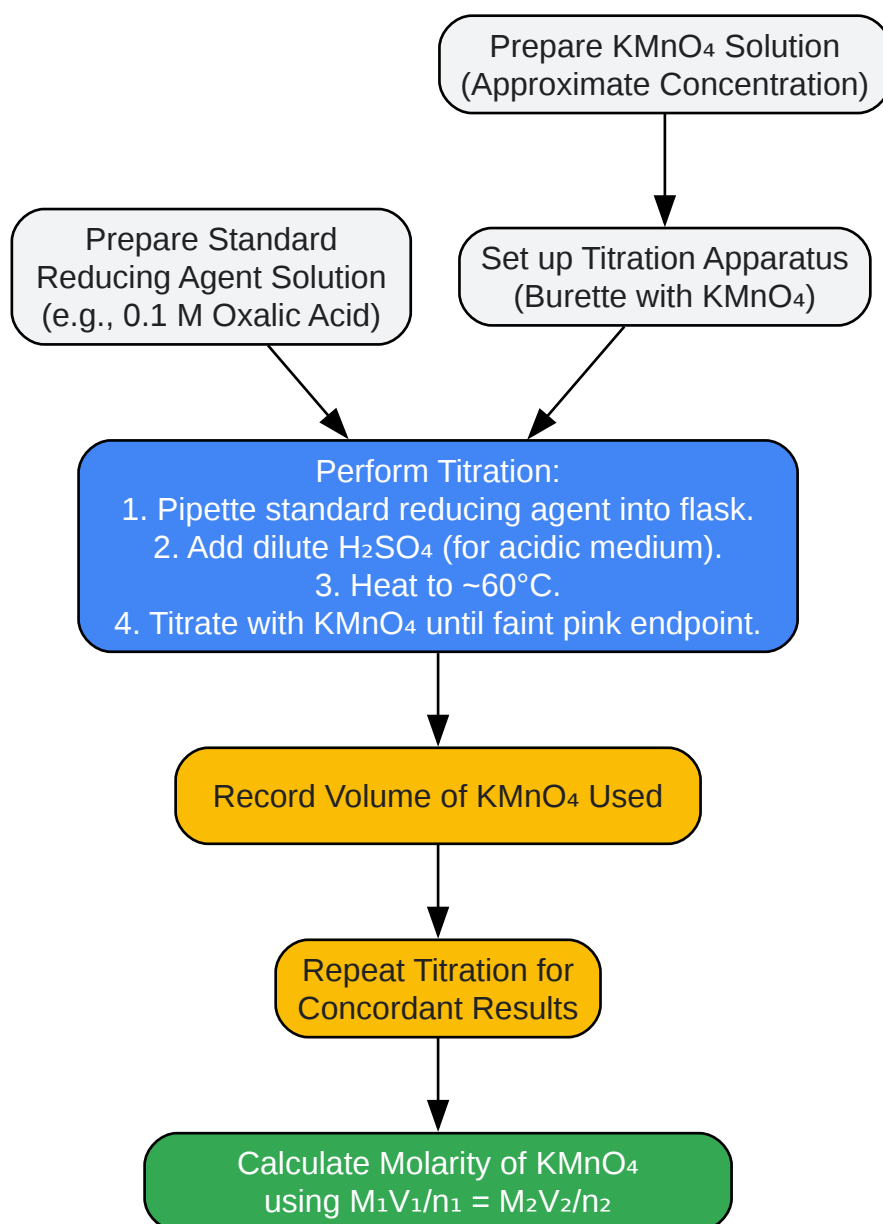 Prepare KMnO₄ Solution
(Approximate Concentration)
Prepare Standard
Reducing Agent Solution
(e.g., 0.1 M Oxalic Acid)
Set up Titration Apparatus
(Burette with KMnO₄)
Perform Titration:
1. Pipette standard reducing agent into flask.
2. Add dilute H₂SO₄ (for acidic medium).
3. Heat to ~60°C.
4. Titrate with KMnO₄ until faint pink endpoint.
Record Volume of KMnO₄ Used
Repeat Titration for
Concordant Results
Calculate Molarity of KMnO₄
using M₁V₁/n₁ = M₂V₂/n₂